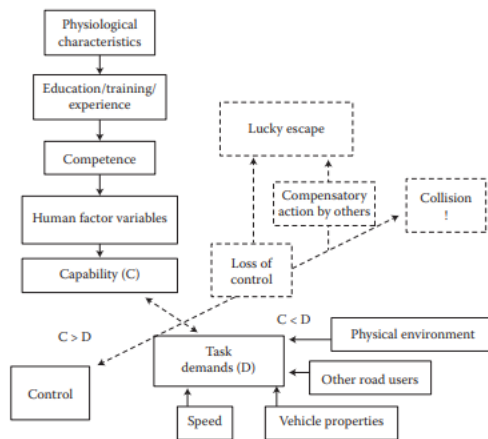 Physiological
characteristics
Education/training/
experience
Competence
Human factor variables
Capability (C)
Lucky escape
Compensatory
action by others
Collision
!
Loss of
control
C > D
C < D
Control
Task
demands (D)
Physical environment
Other road users
Speed
Vehicle properties